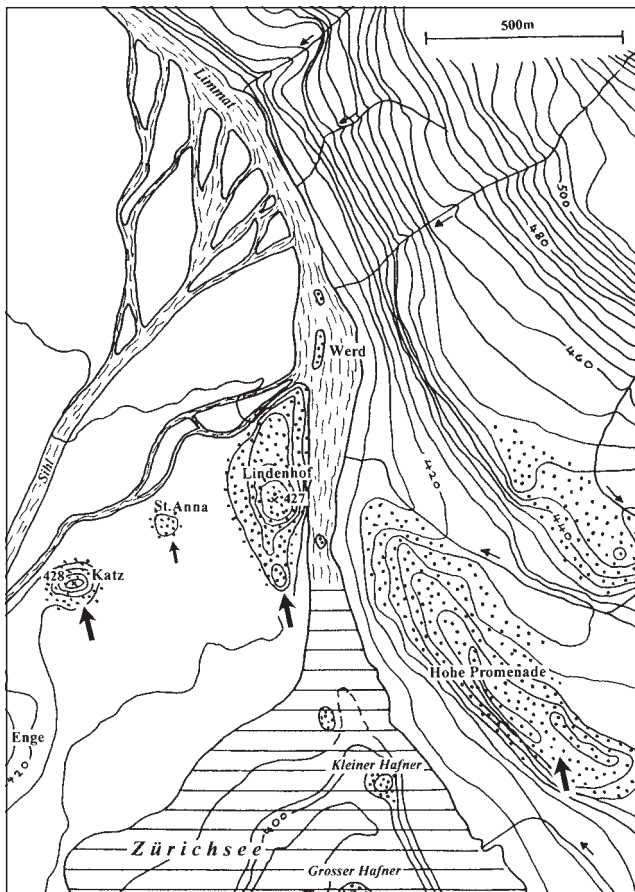 500m
Limmat
500
480
460
Werd
Sihl
420
Lindenhof
427
St. Anna
440
428 Katz
Hohe Promenade
Enge
420
Kleiner Hafner
400
Zürichsee
Grosser Hafner